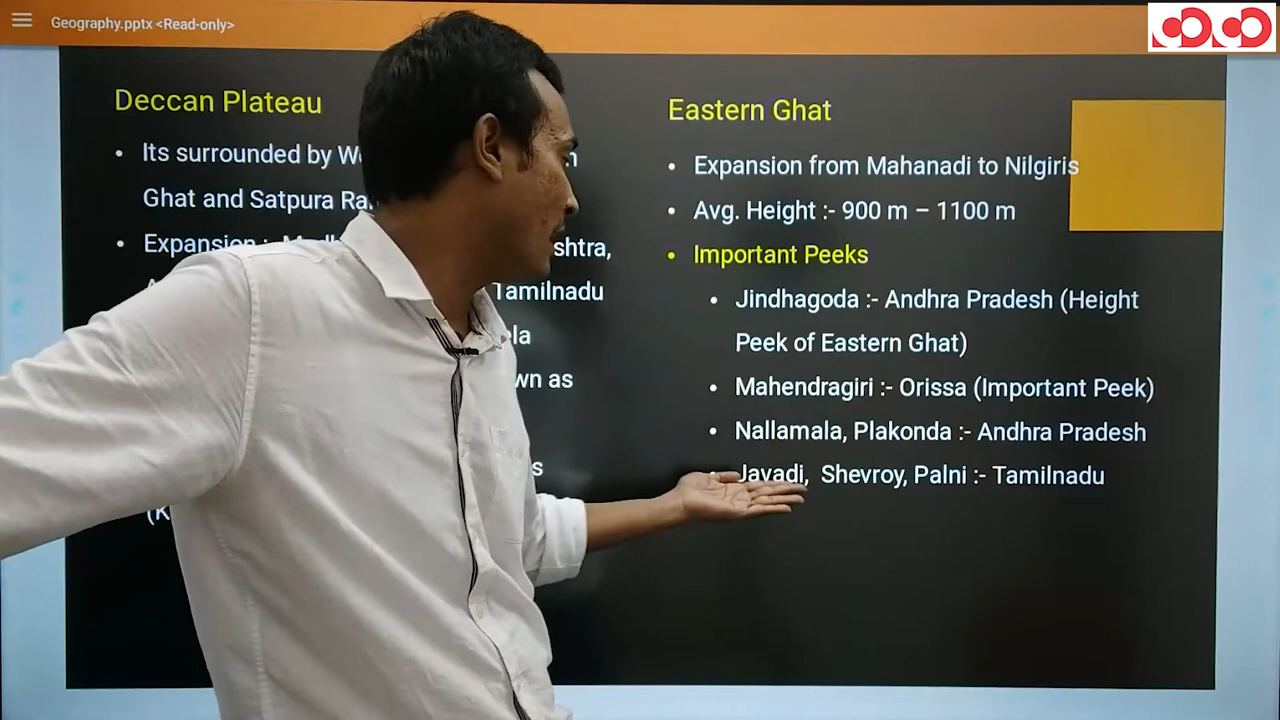 Geography.pptx <Read-only>
Deccan Plateau
• Its surrounded by
Ghat and Satpura
• Expansion :-
shtra,
Tamilnadu
wn as
Eastern Ghat
• Expansion from Mahanadi to Nilgiris
• Avg. Height :- 900 m – 1100 m
• Important Peeks
• Jindhagoda :- Andhra Pradesh (Height
Peek of Eastern Ghat)
• Mahendragiri :- Orissa (Important Peek)
• Nallamala, Plakonda :- Andhra Pradesh
Javadi, Shevroy, Palni :- Tamilnadu